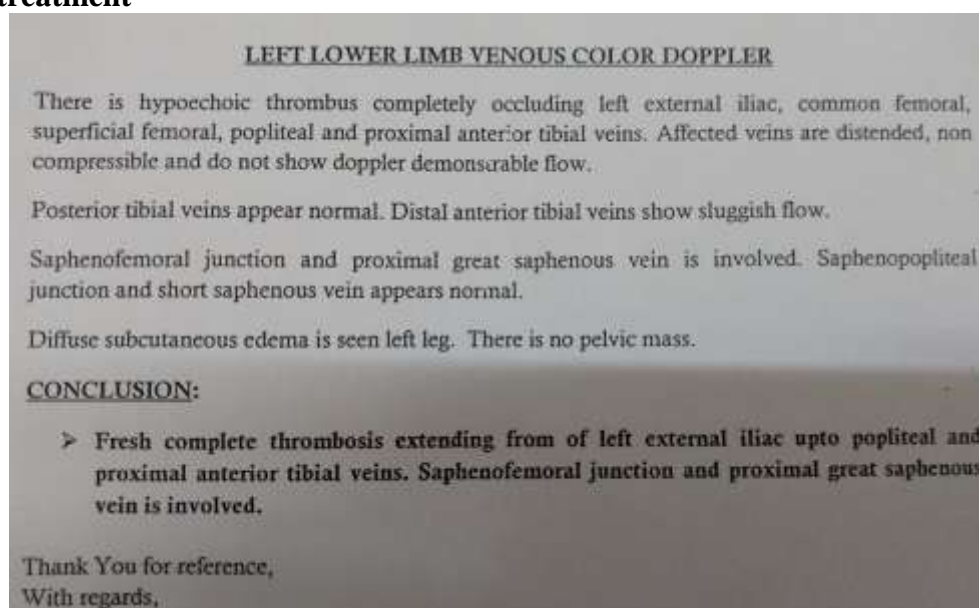 treatment
LEFT LOWER LIMB VENOUS COLOR DOPPLER
There is hypoechoic thrombus completely occluding left external iliac, common femoral,
superficial femoral, popliteal and proximal anterior tibial veins. Affected veins are distended, non
compressible and do not show doppler demonsrable flow.
Posterior tibial veins appear normal. Distal anterior tibial veins show sluggish flow.
Saphenofemoral junction and proximal great saphenous vein is involved. Saphenopopliteal
junction and short saphenous vein appears normal.
Diffuse subcutaneous edema is seen left leg. There is no pelvic mass.
CONCLUSION:
➢ Fresh complete thrombosis extending from of left external iliac upto popliteal and
proximal anterior tibial veins. Saphenofemoral junction and proximal great saphenous
vein is involved.
Thank You for reference,
With regards,